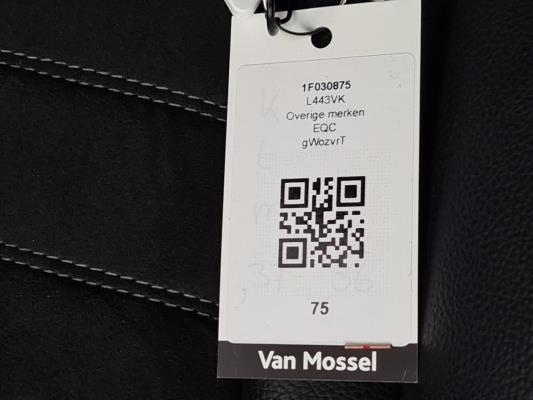 1F030875
L443VK
Overige merken
EQC
gWozvrT
75
Van Mossel